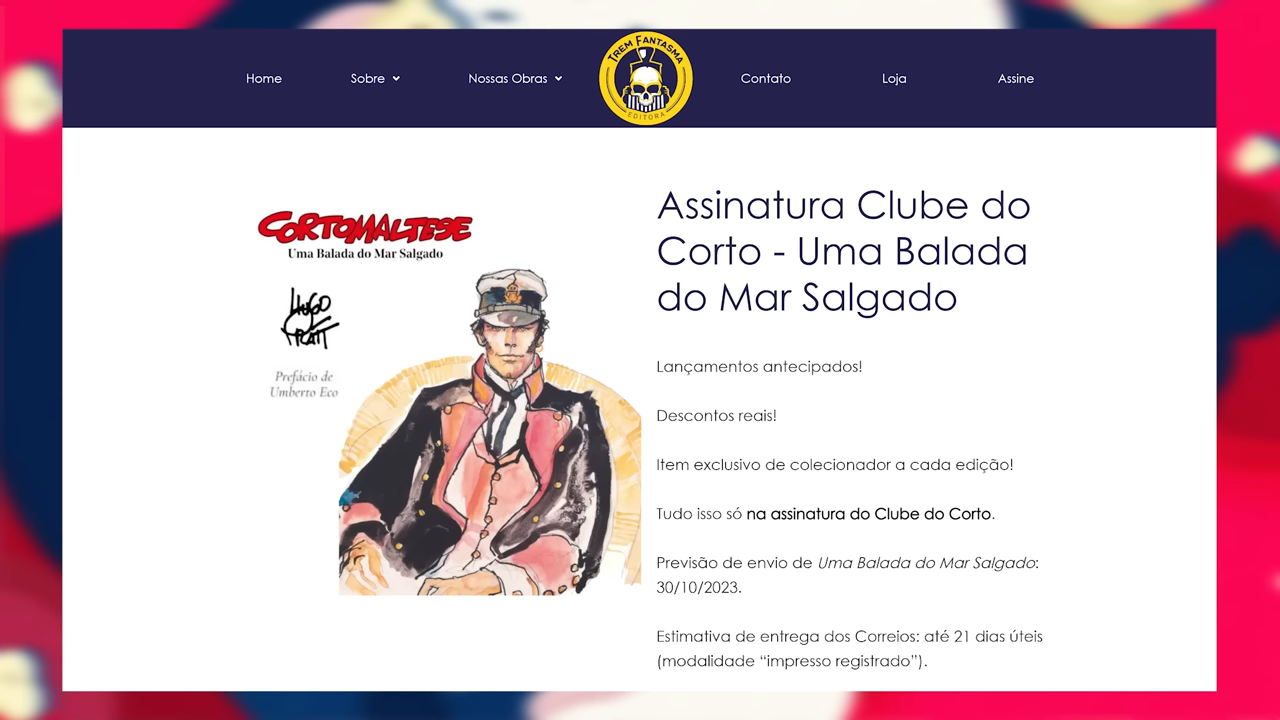 Home
Sobre
Nossas Obras
TREM FANTASMA
EDITORA
Contato
Loja
Assine
CORTO MALTESE
Uma Balada do Mar Salgado
HUGO
PRATT
Prefácio de
Umberto Eco
Assinatura Clube do
Corto - Uma Balada
do Mar Salgado
Lançamentos antecipados!
Descontos reais!
Item exclusivo de colecionador a cada edição!
Tudo isso só na assinatura do Clube do Corto.
Previsão de envio de Uma Balada do Mar Salgado:
30/10/2023.
Estimativa de entrega dos Correios: até 21 dias úteis
(modalidade “impresso registrado”).